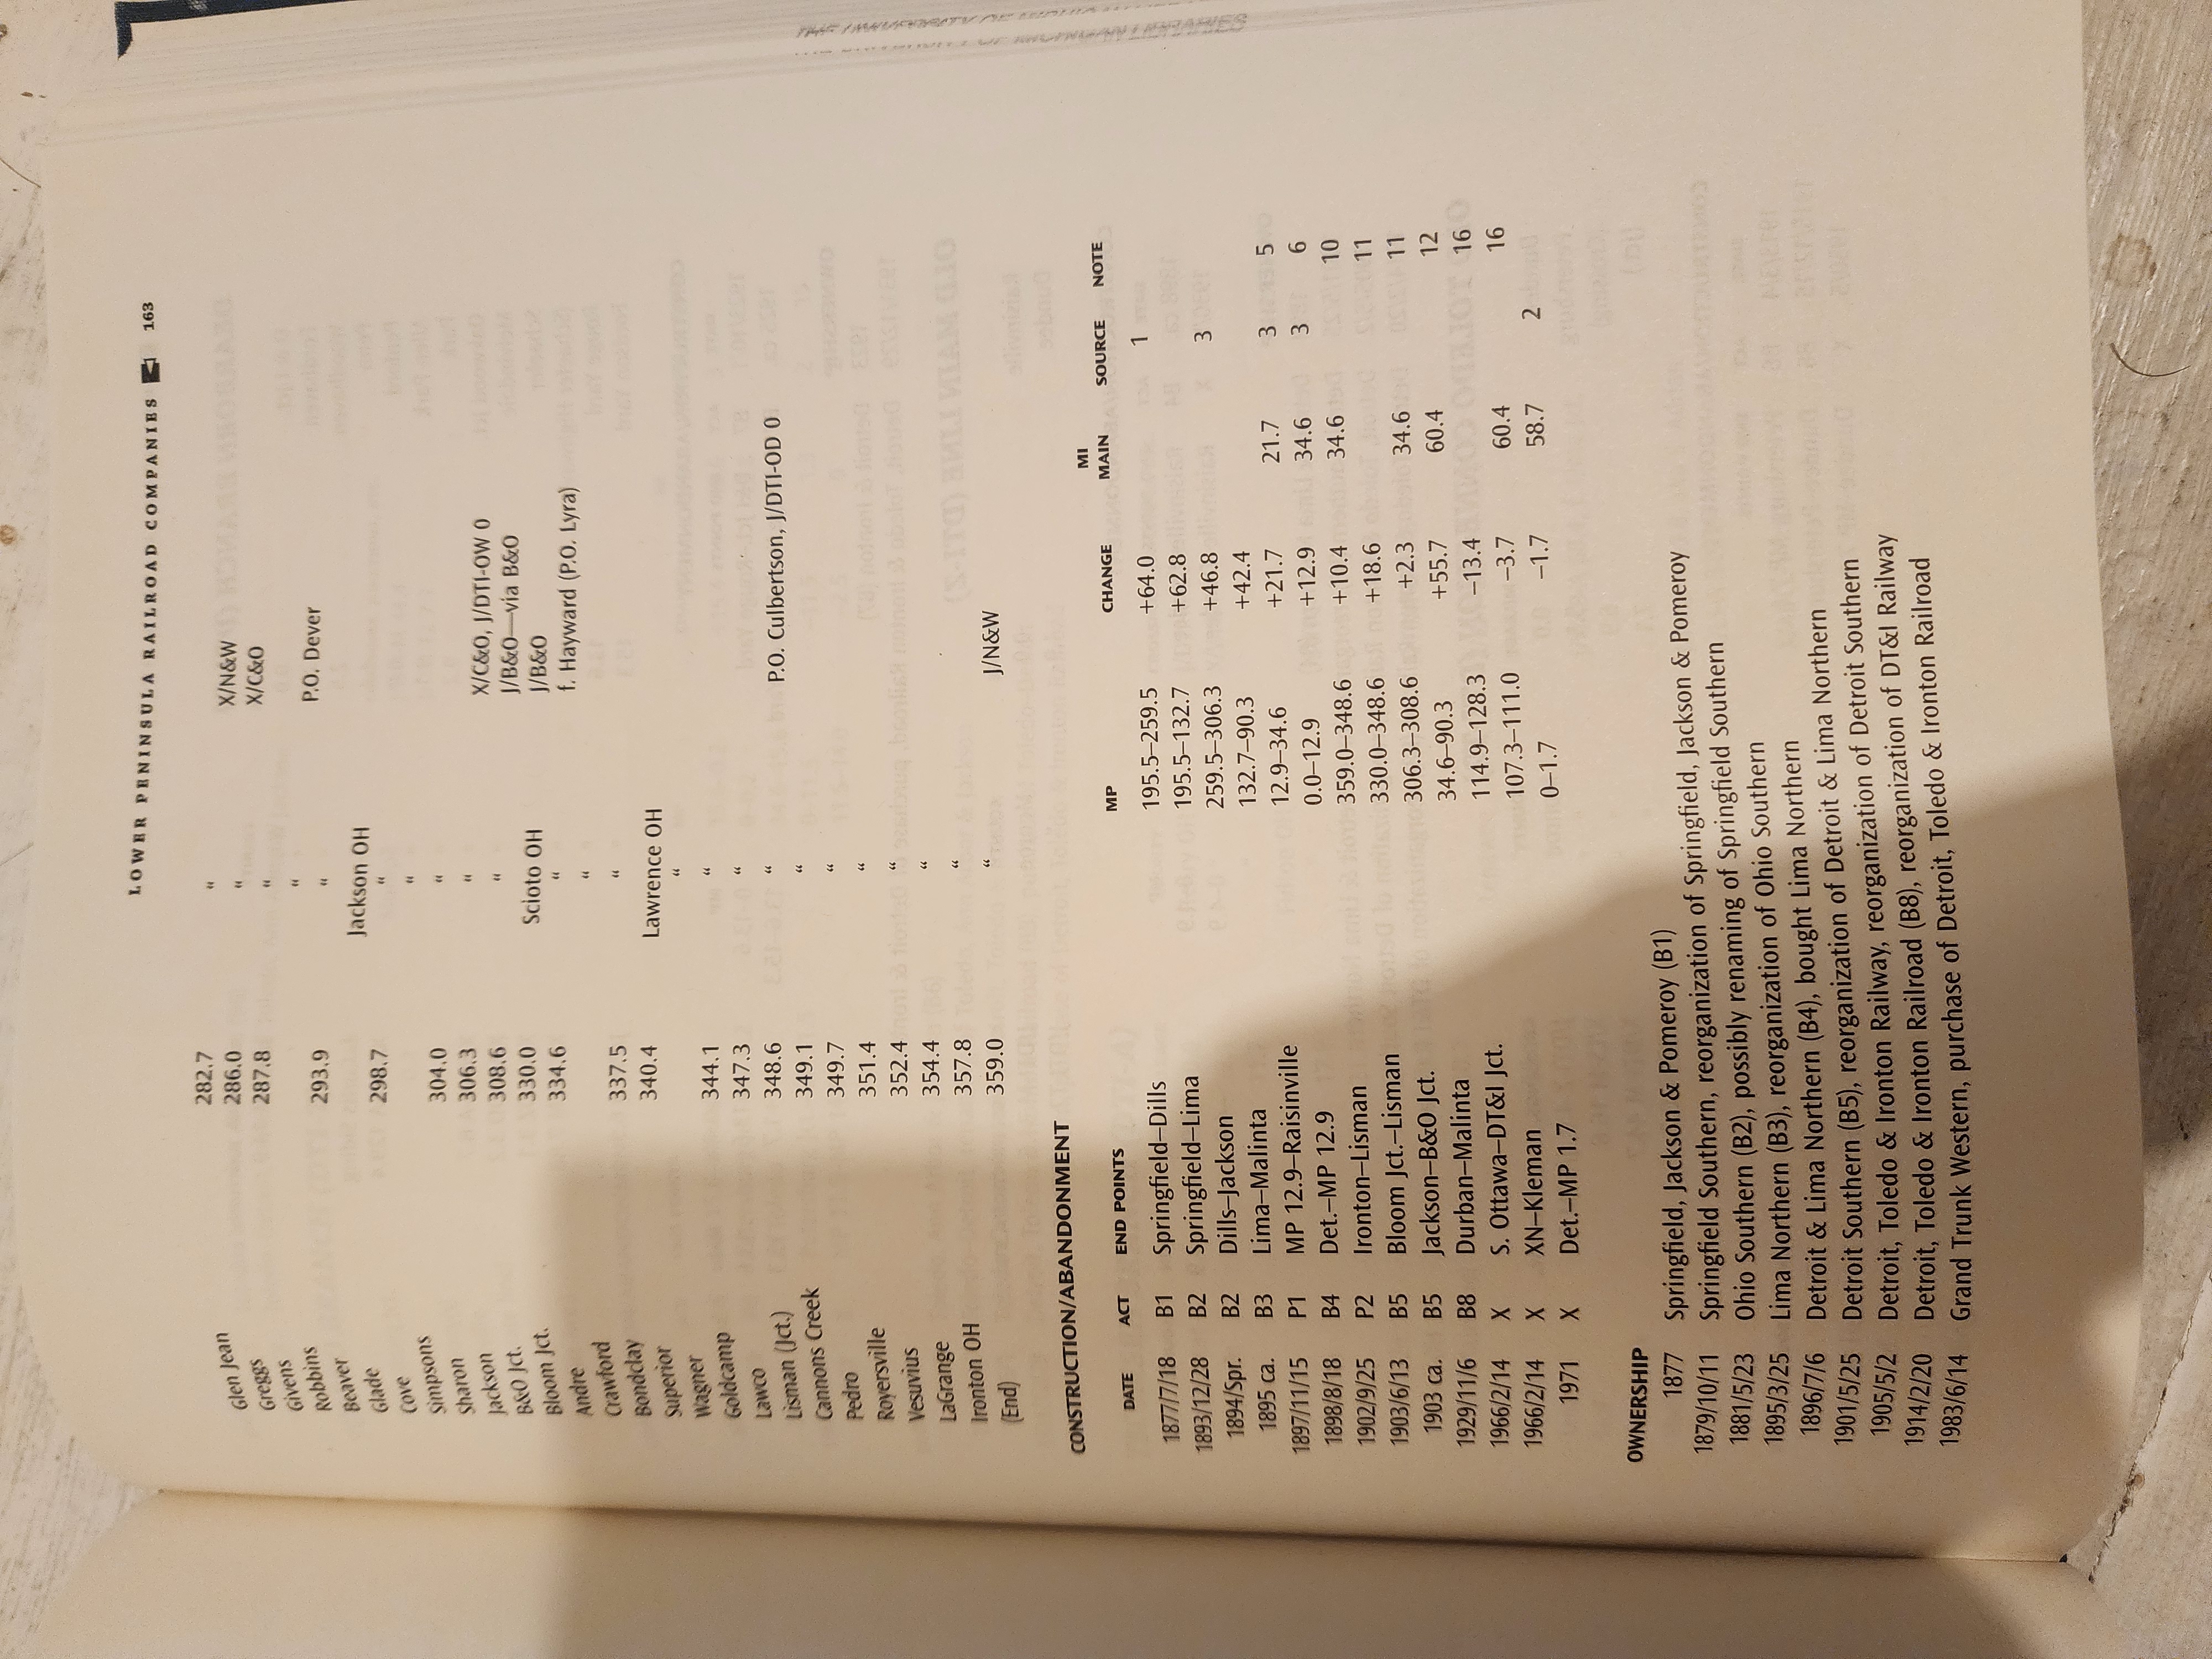 LOWER PENINSULA RAILROAD COMPANIES 163
Glen Jean 282.7 " X/N&W
Greggs 286.0 " X/C&O
Givens 287.8 "
Robbins " P.O. Dever
Beaver 293.9 "
Glade Jackson OH
Cove 298.7 "
Simpsons "
Sharon 304.0 "
Jackson 306.3 " X/C&O, J/DTI-OW 0
B&O Jct. 308.6 " J/B&O—via B&O
Bloom Jct. 330.0 Scioto OH J/B&O
Andre 334.6 " f. Hayward (P.O. Lyra)
Crawford "
Bondclay 337.5 "
Superior 340.4 Lawrence OH
Wagner "
Goldcamp 344.1 "
Lawco 347.3 "
Lisman (Jct.) 348.6 " P.O. Culbertson, J/DTI-OD 0
Cannons Creek 349.1 "
Pedro 349.7 "
Royersville 351.4 "
Vesuvius 352.4 "
LaGrange 354.4 "
Ironton OH 357.8 "
(End) 359.0 " J/N&W
CONSTRUCTION/ABANDONMENT
MI
DATE ACT END POINTS MP CHANGE MAIN SOURCE NOTE
1877/7/18 B1 Springfield–Dills 195.5–259.5 +64.0 1
1893/12/28 B2 Springfield–Lima 195.5–132.7 +62.8
1894/Spr. B2 Dills–Jackson 259.5–306.3 +46.8 3
1895 ca. B3 Lima–Malinta 132.7–90.3 +42.4
1897/11/15 P1 MP 12.9–Raisinville 12.9–34.6 +21.7 21.7 3 5
1898/8/18 B4 Det.–MP 12.9 0.0–12.9 +12.9 34.6 3 6
1902/9/25 P2 Ironton–Lisman 359.0–348.6 +10.4 34.6 10
1903/6/13 B5 Bloom Jct.–Lisman 330.0–348.6 +18.6 11
1903 ca. B5 Jackson–B&O Jct. 306.3–308.6 +2.3 34.6 11
1929/11/6 B8 Durban–Malinta 34.6–90.3 +55.7 60.4 12
1966/2/14 X S. Ottawa–DT&I Jct. 114.9–128.3 −13.4 16
1966/2/14 X XN–Kleman 107.3–111.0 −3.7 60.4 16
1971 X Det.–MP 1.7 0–1.7 −1.7 58.7 2
OWNERSHIP
1877 Springfield, Jackson & Pomeroy (B1)
1879/10/11 Springfield Southern, reorganization of Springfield, Jackson & Pomeroy
1881/5/23 Ohio Southern (B2), possibly renaming of Springfield Southern
1895/3/25 Lima Northern (B3), reorganization of Ohio Southern
1896/7/6 Detroit & Lima Northern (B4), bought Lima Northern
1901/5/25 Detroit Southern (B5), reorganization of Detroit & Lima Northern
1905/5/2 Detroit, Toledo & Ironton Railway, reorganization of Detroit Southern
1914/2/20 Detroit, Toledo & Ironton Railroad (B8), reorganization of DT&I Railway
1983/6/14 Grand Trunk Western, purchase of Detroit, Toledo & Ironton Railroad